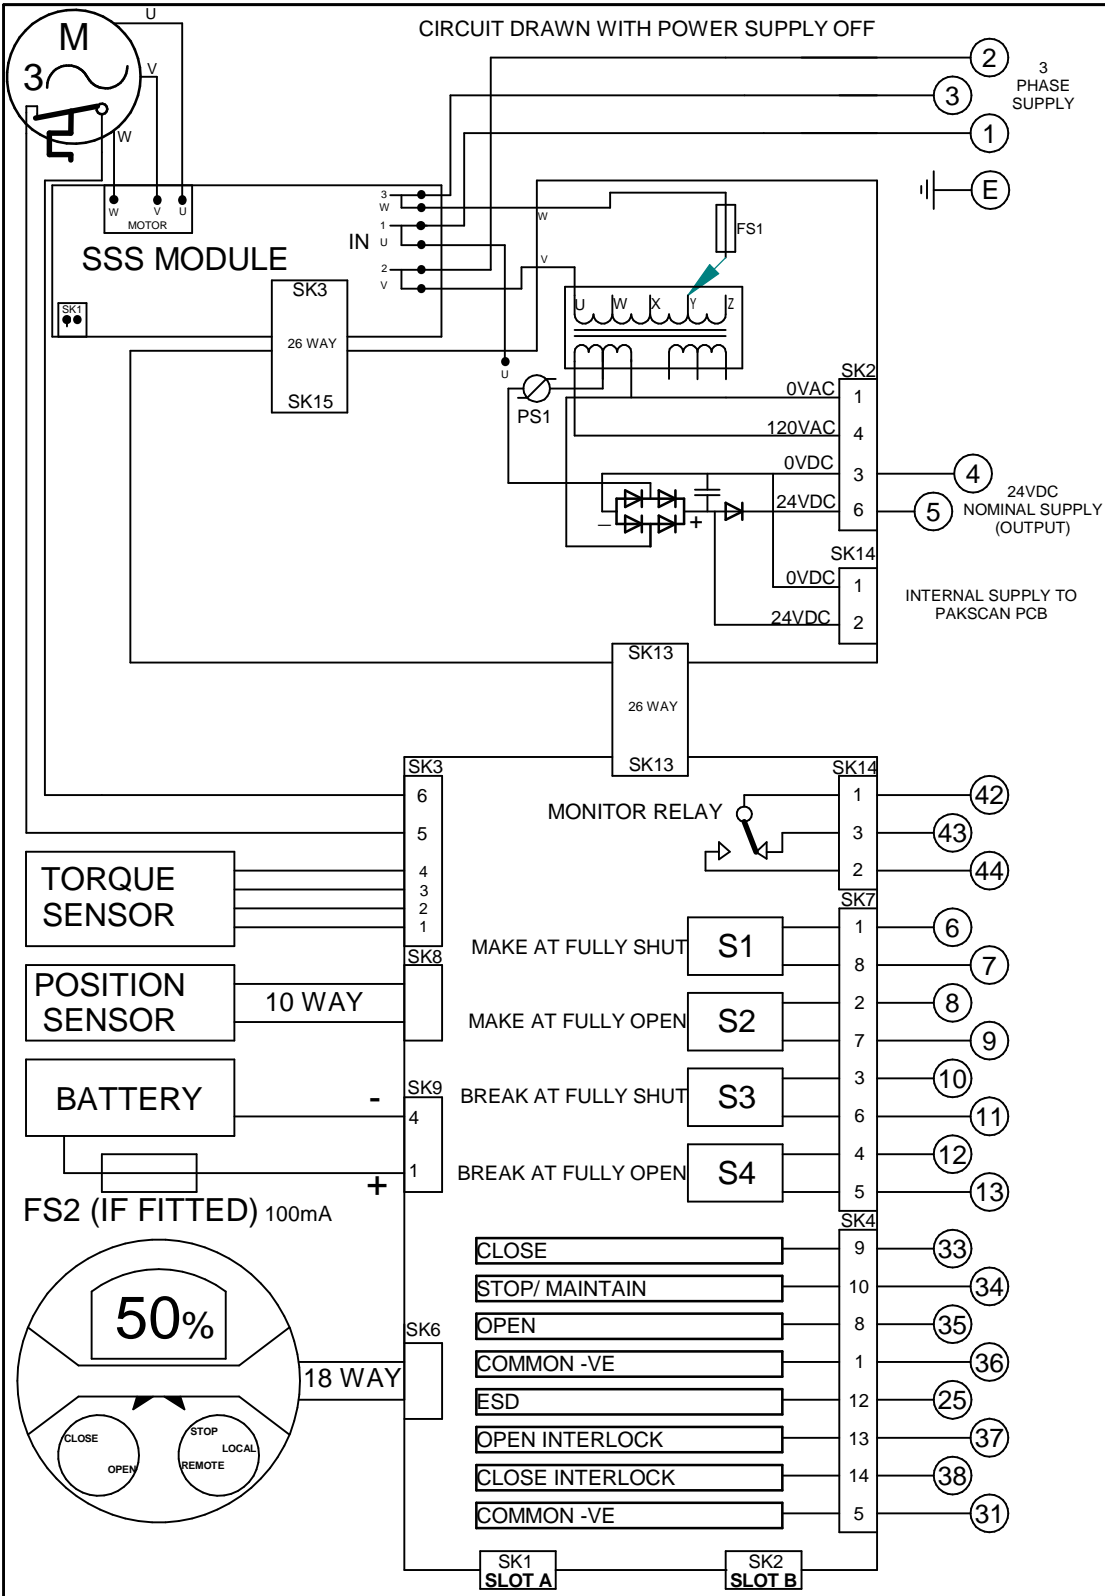 CIRCUIT DRAWN WITH POWER SUPPLY OFF
U
M
3
V
W
2
3
1
E
3
PHASE
SUPPLY
W V U
MOTOR
SSS MODULE
IN
3
W
1
U
2
V
W
V
FS1
SK1
SK3
26 WAY
SK15
U W X Y Z
U
PS1
SK2
0VAC 1
120VAC 4
0VDC 3 4
24VDC 6 5
24VDC
NOMINAL SUPPLY
(OUTPUT)
– +
SK14
0VDC 1
24VDC 2
INTERNAL SUPPLY TO
PAKSCAN PCB
SK13
26 WAY
SK13
SK3
6
5
4
3
2
1
TORQUE
SENSOR
SK8
POSITION
SENSOR
10 WAY
SK9
BATTERY
- 4
1
+
FS2 (IF FITTED) 100mA
50%
CLOSE
OPEN
STOP
LOCAL
REMOTE
18 WAY
SK6
MONITOR RELAY
SK14
1 42
3 43
2 44
SK7
MAKE AT FULLY SHUT S1
1 6
8 7
MAKE AT FULLY OPEN S2
2 8
7 9
BREAK AT FULLY SHUT S3
3 10
6 11
BREAK AT FULLY OPEN S4
4 12
5 13
SK4
CLOSE 9 33
STOP/ MAINTAIN 10 34
OPEN 8 35
COMMON -VE 1 36
ESD 12 25
OPEN INTERLOCK 13 37
CLOSE INTERLOCK 14 38
COMMON -VE 5 31
SK1
SLOT A
SK2
SLOT B